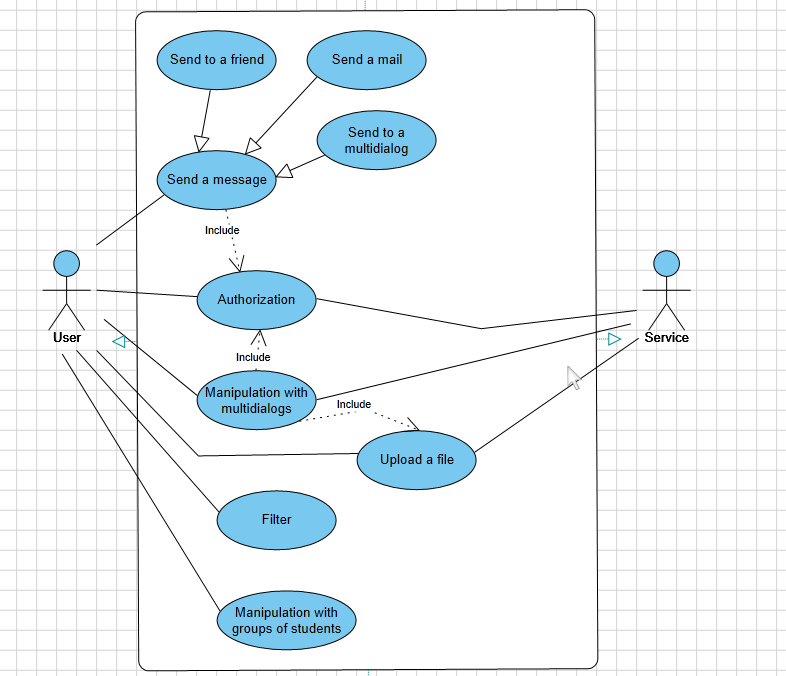 Send to a friend
Send a mail
Send to a
multidialog
Send a message
Include
Authorization
User
Service
Include
Manipulation with
multidialogs
Include
Upload a file
Filter
Manipulation with
groups of students